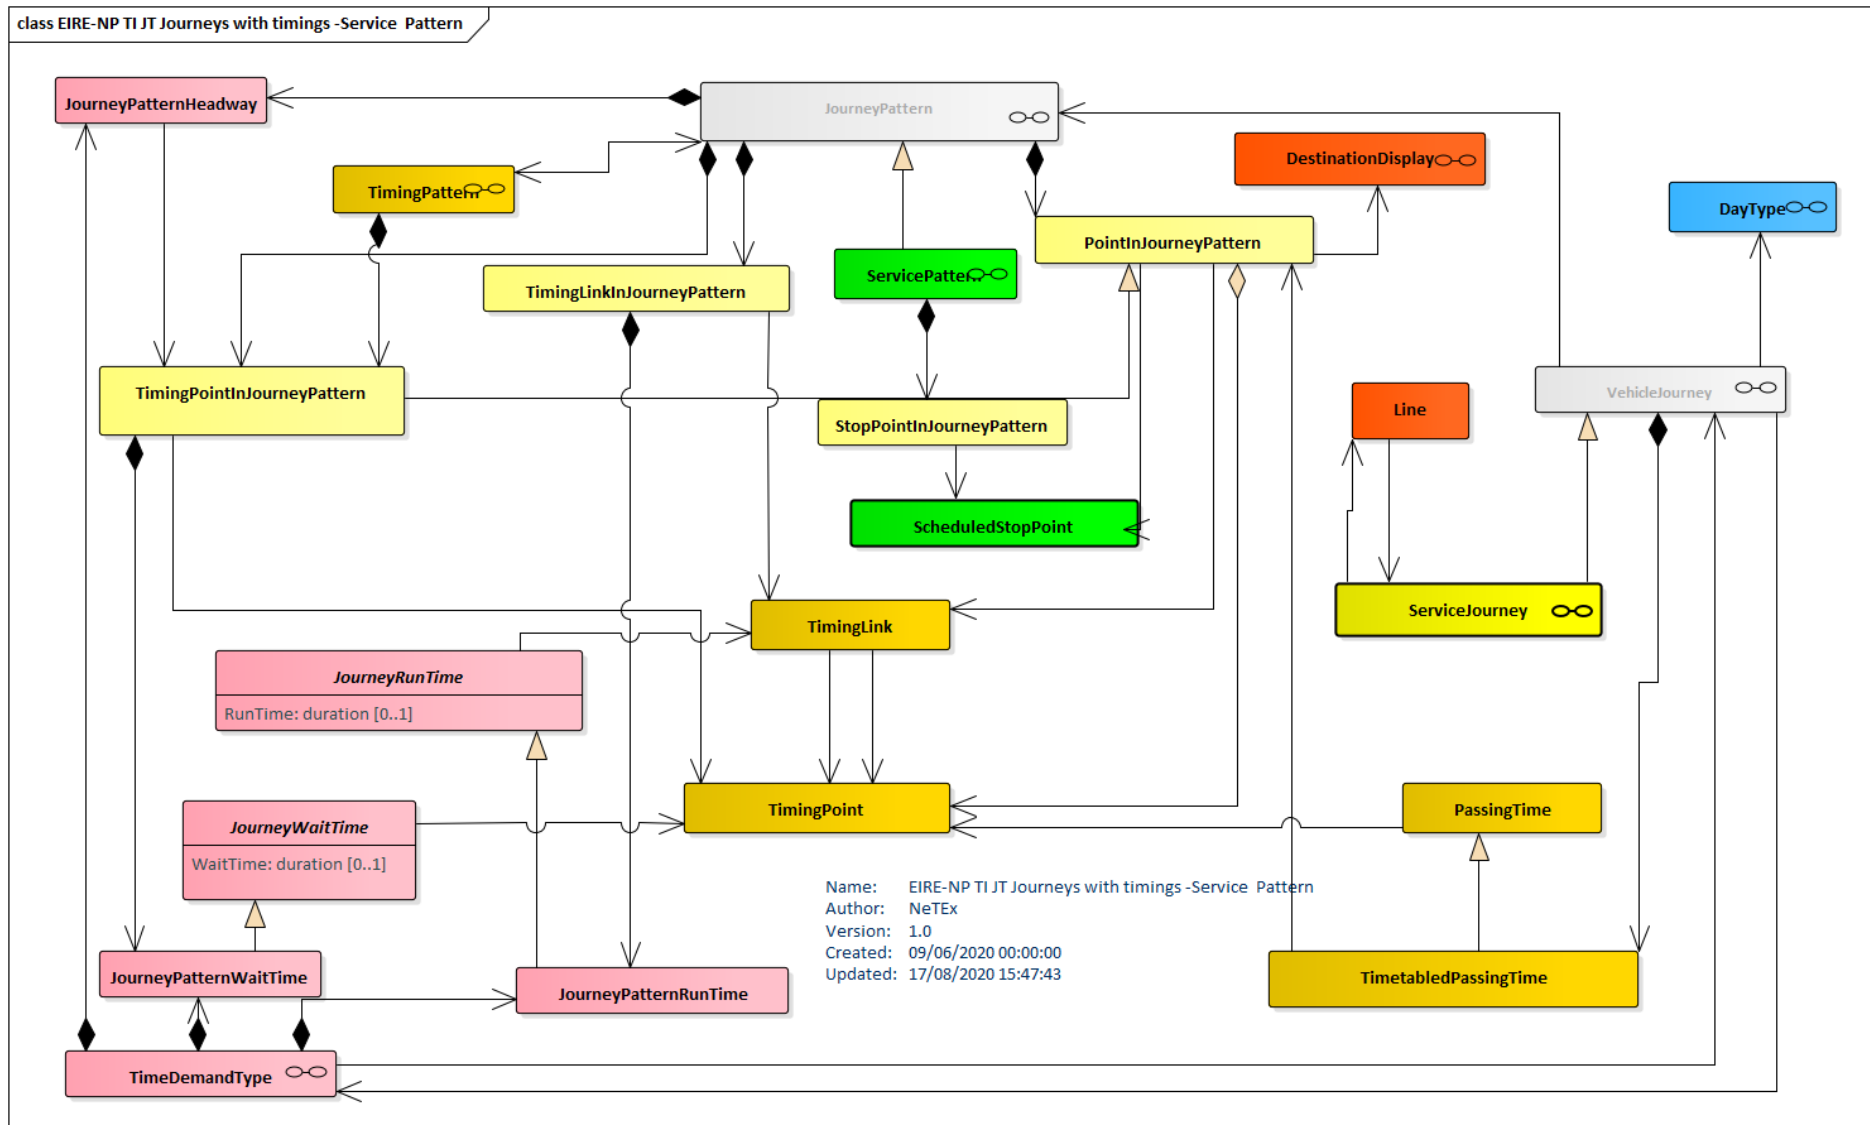 class EIRE-NP TI JT Journeys with timings -Service  Pattern
JourneyPatternHeadway
JourneyPattern
DestinationDisplay
TimingPattern
DayType
PointInJourneyPattern
ServicePattern
TimingLinkInJourneyPattern
TimingPointInJourneyPattern
VehicleJourney
Line
StopPointInJourneyPattern
ScheduledStopPoint
ServiceJourney
TimingLink
JourneyRunTime
RunTime: duration [0..1]
TimingPoint
PassingTime
JourneyWaitTime
WaitTime: duration [0..1]
Name: EIRE-NP TI JT Journeys with timings -Service  Pattern
Author: NeTEx
Version: 1.0
Created: 09/06/2020 00:00:00
Updated: 17/08/2020 15:47:43
JourneyPatternWaitTime
JourneyPatternRunTime
TimetabledPassingTime
TimeDemandType